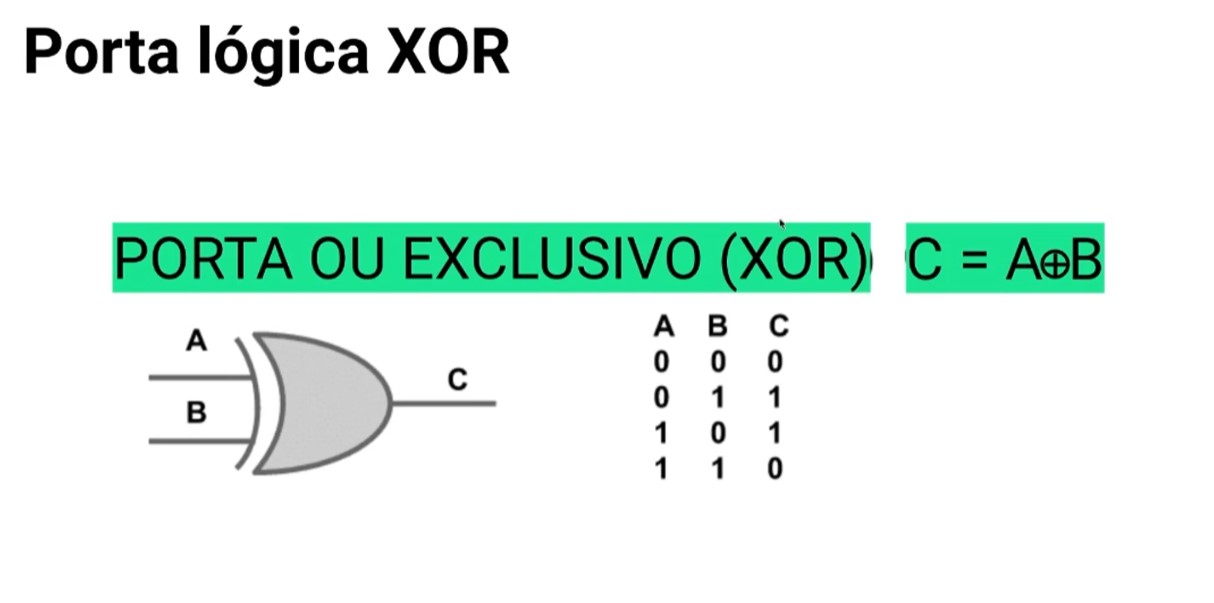 Porta lógica XOR
PORTA OU EXCLUSIVO (XOR) C = A⊕B
A
B
C
A B C
0 0 0
0 1 1
1 0 1
1 1 0